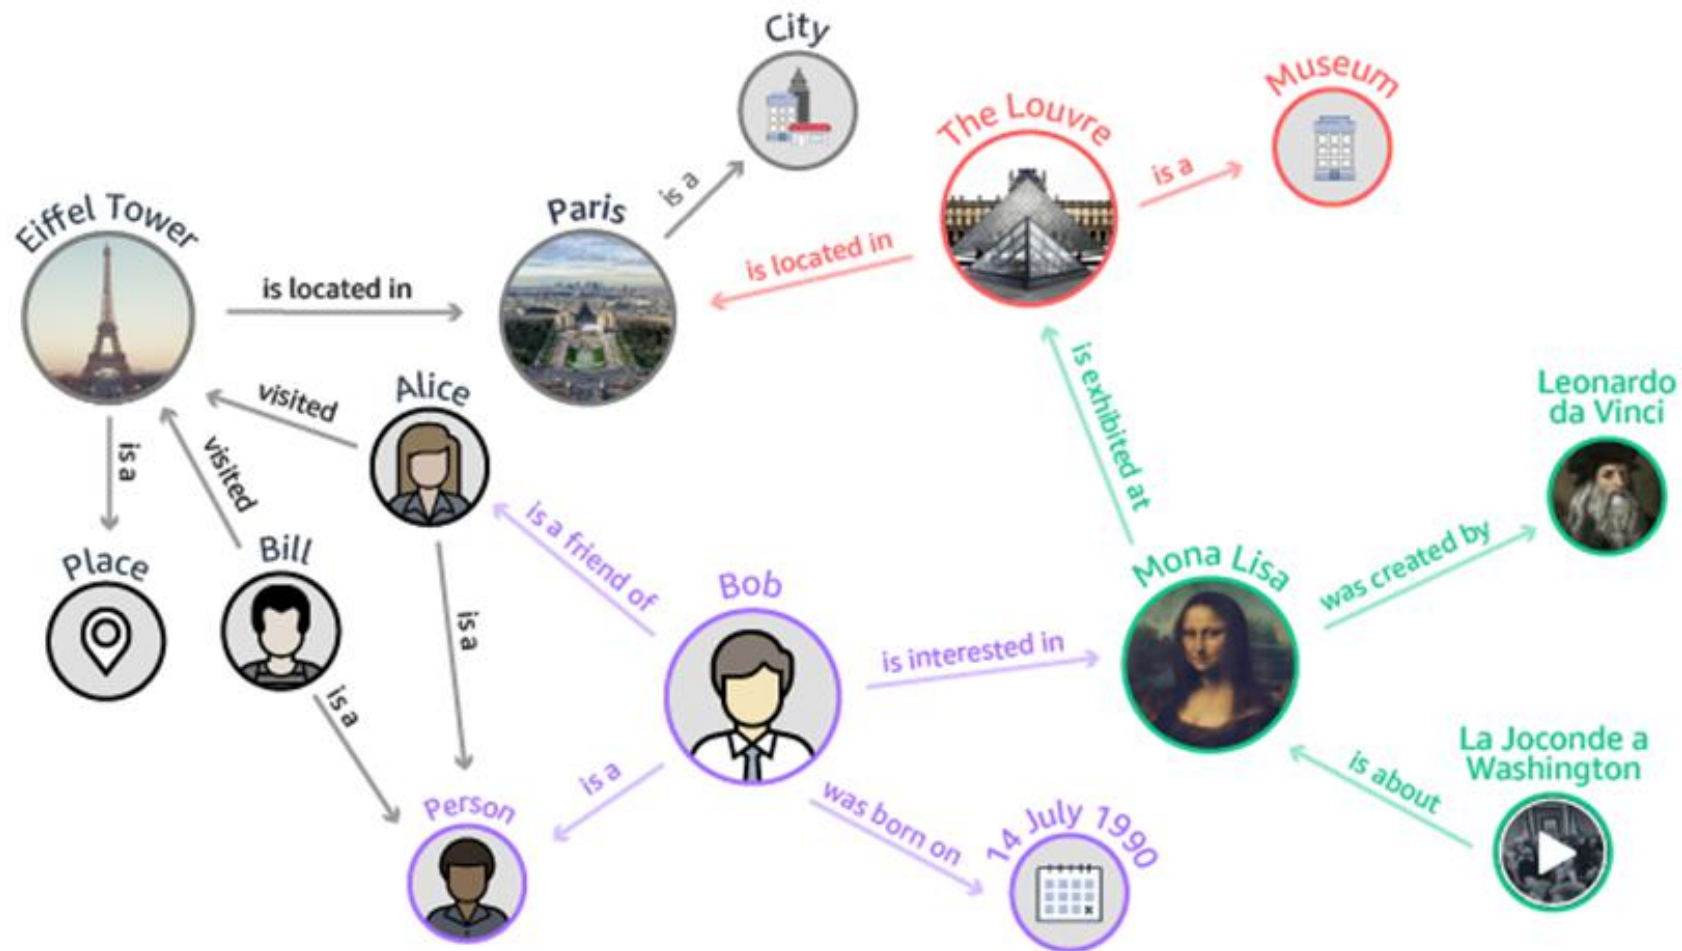 City
Museum
The Louvre
is a
is a
Eiffel Tower
Paris
is located in
is located in
is exhibited at
Leonardo
da Vinci
Alice
visited
visited
is a
is a friend of
Place
Bill
Mona Lisa
was created by
Bob
is a
is interested in
is a
La Joconde a
Washington
is about
is a
was born on
Person
14 July 1990